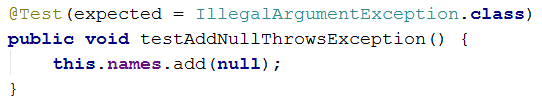 @Test(expected = IllegalArgumentException.class)
public void testAddNullThrowsException() {
    this.names.add(null);
}